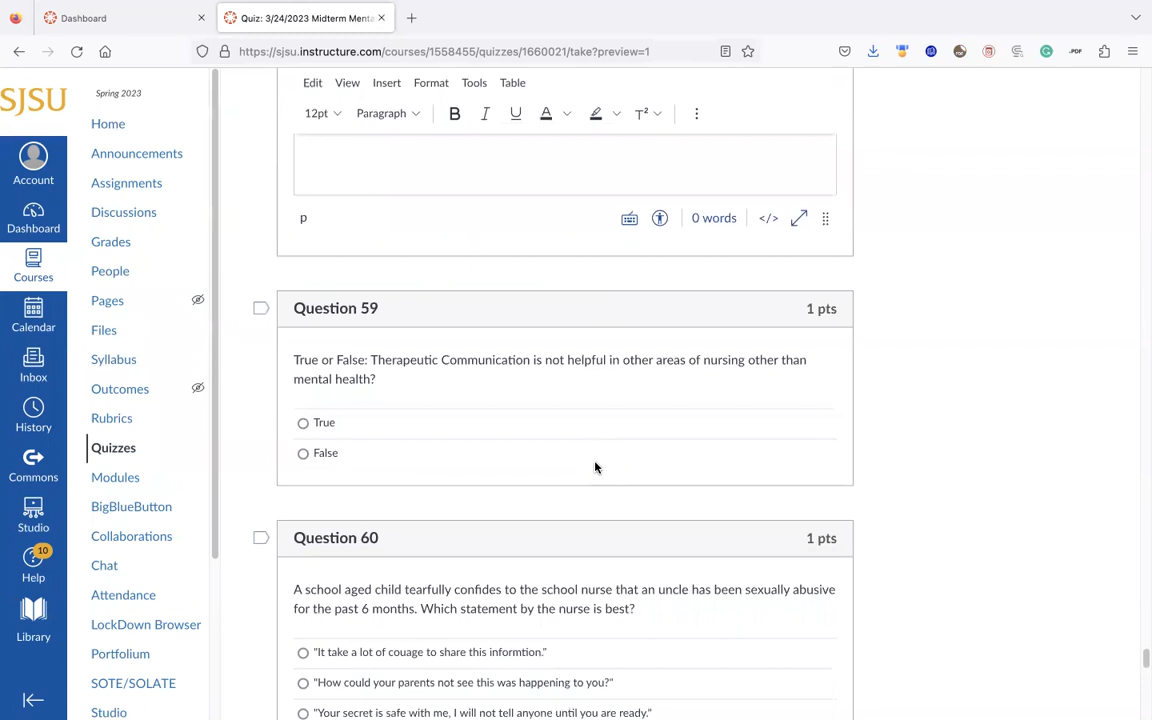 Dashboard
Quiz: 3/24/2023 Midterm Menta
https://sjsu.instructure.com/courses/1558455/quizzes/1660021/take?preview=1
.PDF
SJSU
Account
Dashboard
Courses
Calendar
Inbox
History
Commons
Studio
10
Help
Library
Spring 2023
Home
Announcements
Assignments
Discussions
Grades
People
Pages
Files
Syllabus
Outcomes
Rubrics
Quizzes
Modules
BigBlueButton
Collaborations
Chat
Attendance
LockDown Browser
Portfolium
SOTE/SOLATE
Studio
Edit View Insert Format Tools Table
12pt Paragraph B I U A T²
p 0 words </>
Question 59 1 pts
True or False: Therapeutic Communication is not helpful in other areas of nursing other than
mental health?
True
False
Question 60 1 pts
A school aged child tearfully confides to the school nurse that an uncle has been sexually abusive
for the past 6 months. Which statement by the nurse is best?
"It take a lot of couage to share this informtion."
"How could your parents not see this was happening to you?"
"Your secret is safe with me, I will not tell anyone until you are ready."